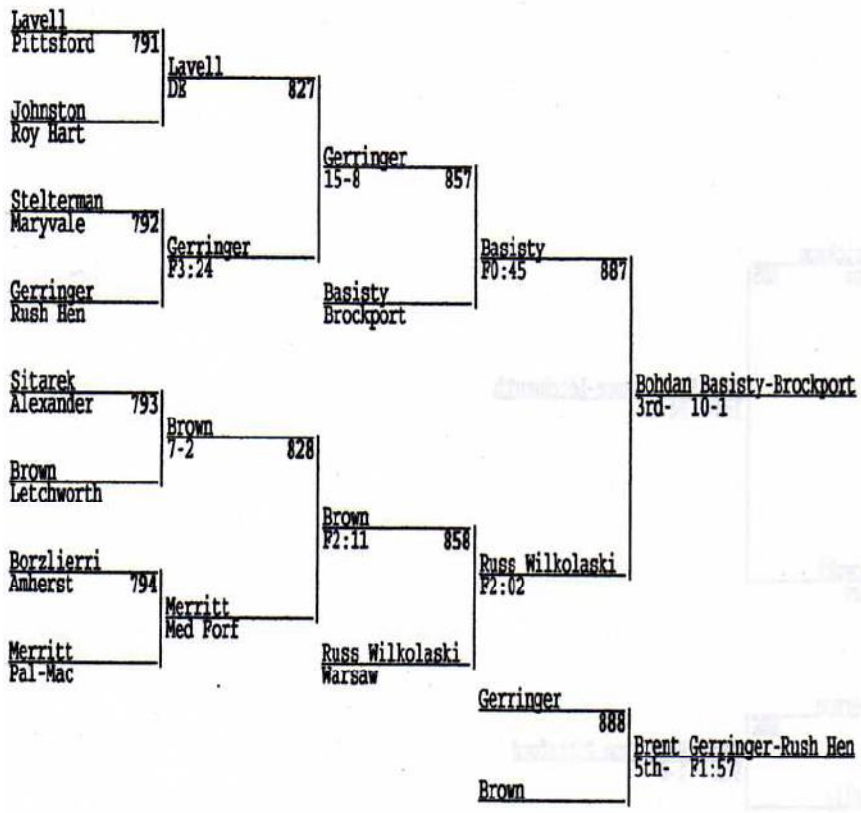 Lavell
Pittsford 791
Lavell
DE 827
Johnston
Roy Hart
Gerringer
15-8 857
Stelterman
Maryvale 792
Gerringer
F3:24
Basisty
F0:45 887
Gerringer
Rush Hen
Basisty
Brockport
Sitarek
Alexander 793
Bohdan Basisty-Brockport
3rd- 10-1
Brown
7-2 828
Brown
Letchworth
Brown
F2:11 858
Borzlierri
Amherst 794
Russ Wilkolaski
F2:02
Merritt
Med Forf
Merritt
Pal-Mac
Russ Wilkolaski
Warsaw
Gerringer
888
Brent Gerringer-Rush Hen
5th- F1:57
Brown